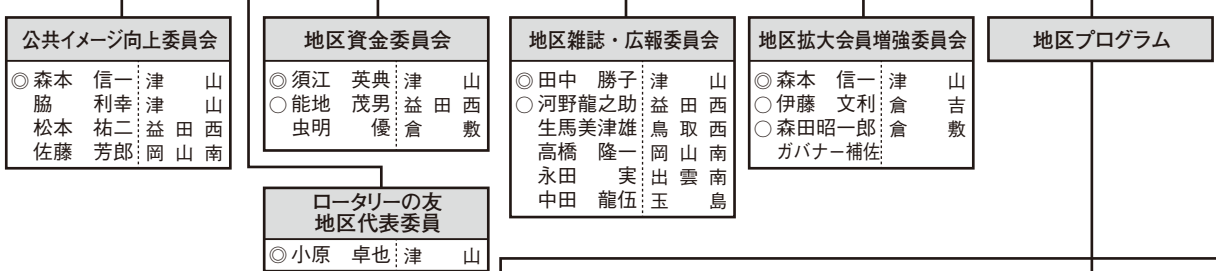 公共イメージ向上委員会
◎森本 信一 津山
脇 利幸 津山
松本 祐二 益田西
佐藤 芳郎 岡山南
地区資金委員会
◎須江 英典 津山
○能地 茂男 益田西
虫明 優 倉敷
ロータリーの友
地区代表委員
◎小原 卓也 津山
地区雑誌・広報委員会
◎田中 勝子 津山
○河野龍之助 益田西
生馬美津雄 鳥取西
高橋 隆一 岡山南
永田 実 出雲南
中田 龍伍 玉島
地区拡大会員増強委員会
◎森本 信一 津山
○伊藤 文利 倉吉
○森田昭一郎 倉敷
ガバナー補佐
地区プログラム